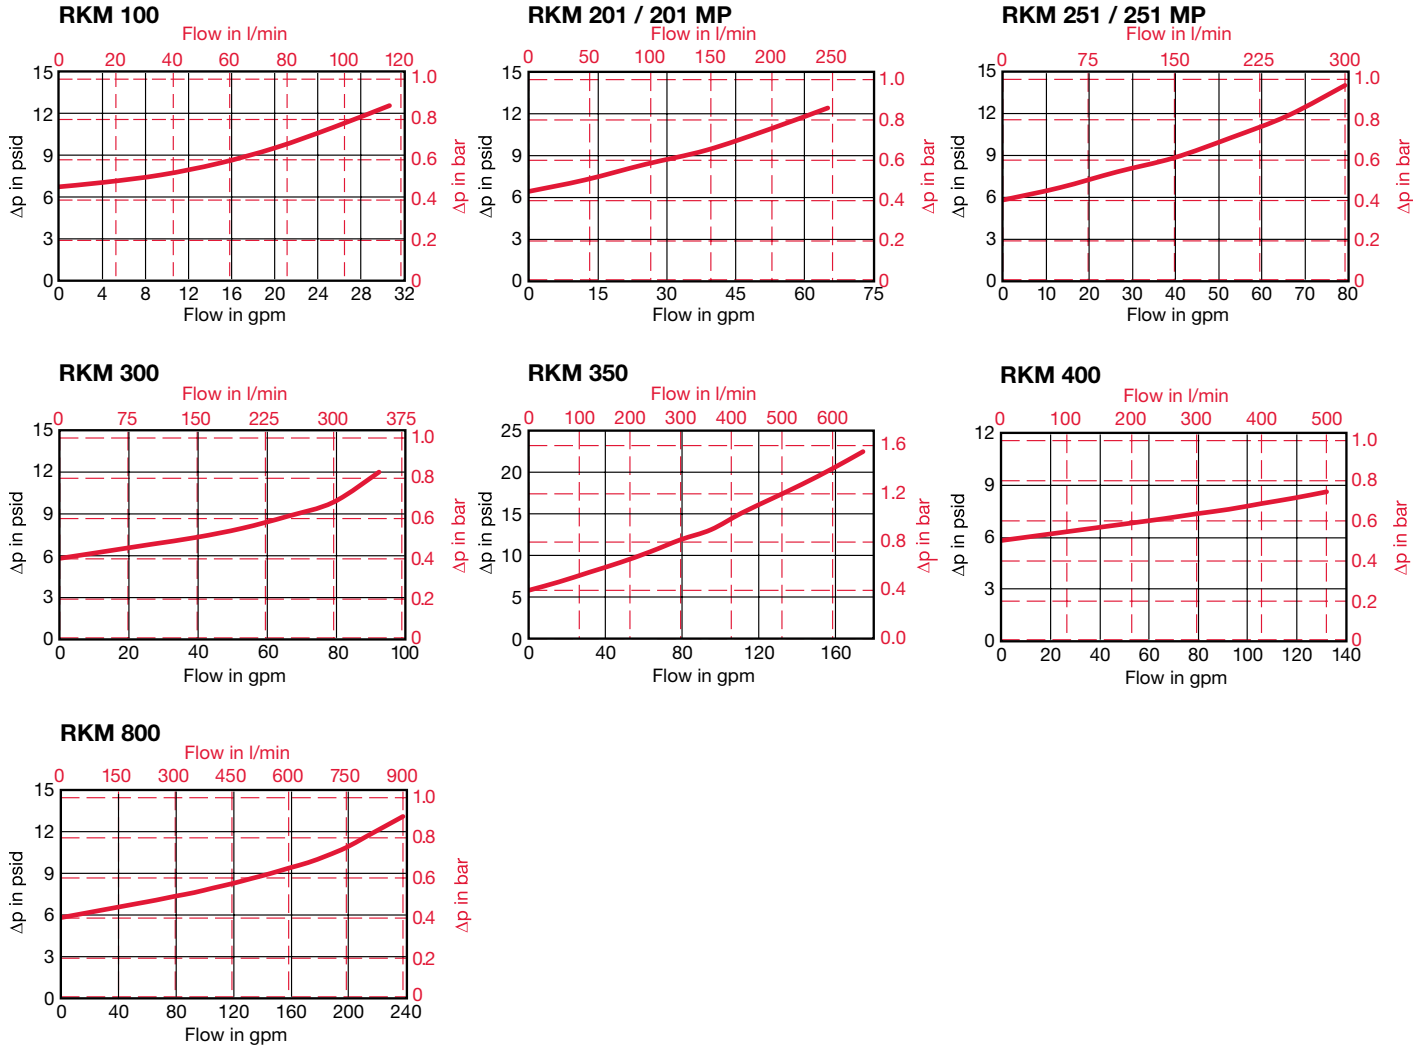 RKM 100
Flow in l/min
0 20 40 60 80 100 120
15 12 9 6 3 0
Δp in psid
1.0 0.8 0.6 0.4 0.2 0
Δp in bar
0 4 8 12 16 20 24 28 32
Flow in gpm
RKM 201 / 201 MP
Flow in l/min
0 50 100 150 200 250
15 12 9 6 3 0
Δp in psid
1.0 0.8 0.6 0.4 0.2 0
Δp in bar
0 15 30 45 60 75
Flow in gpm
RKM 251 / 251 MP
Flow in l/min
0 75 150 225 300
15 12 9 6 3 0
Δp in psid
1.0 0.8 0.6 0.4 0.2 0
Δp in bar
0 10 20 30 40 50 60 70 80
Flow in gpm
RKM 300
Flow in l/min
0 75 150 225 300 375
15 12 9 6 3 0
Δp in psid
1.0 0.8 0.6 0.4 0.2 0
Δp in bar
0 20 40 60 80 100
Flow in gpm
RKM 350
Flow in l/min
0 100 200 300 400 500 600
25 20 15 10 5 0
Δp in psid
1.6 1.2 0.8 0.4 0.0
Δp in bar
0 40 80 120 160
Flow in gpm
RKM 400
Flow in l/min
0 100 200 300 400 500
12 9 6 3 0
Δp in psid
1.0 0.8 0.6 0.4 0.2 0
Δp in bar
0 20 40 60 80 100 120 140
Flow in gpm
RKM 800
Flow in l/min
0 150 300 450 600 750 900
15 12 9 6 3 0
Δp in psid
1.0 0.8 0.6 0.4 0.2 0
Δp in bar
0 40 80 120 160 200 240
Flow in gpm